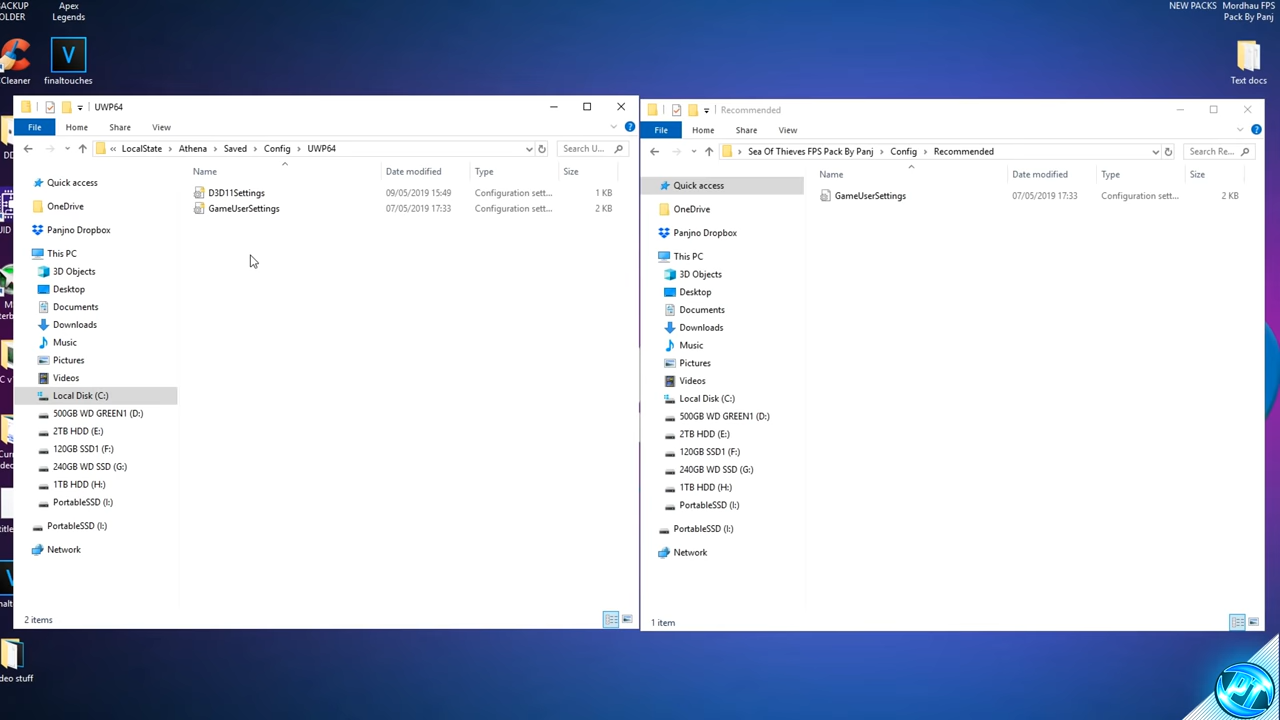 BACKUP
FOLDER
Apex
Legends
NEW PACKS
Mordhau FPS
Pack By Panj
Cleaner
finaltouches
Text docs
UWP64
File
Home
Share
View
LocalState
Athena
Saved
Config
UWP64
Search U...
Name
Date modified
Type
Size
D3D11Settings
09/05/2019 15:49
Configuration sett...
1 KB
GameUserSettings
07/05/2019 17:33
Configuration sett...
2 KB
Quick access
OneDrive
Panjno Dropbox
This PC
3D Objects
Desktop
Documents
Downloads
Music
Pictures
Videos
Local Disk (C:)
500GB WD GREEN1 (D:)
2TB HDD (E:)
120GB SSD1 (F:)
240GB WD SSD (G:)
1TB HDD (H:)
PortableSSD (I:)
PortableSSD (I:)
Network
2 items
Recommended
File
Home
Share
View
Sea Of Thieves FPS Pack By Panj
Config
Recommended
Search Re...
Name
Date modified
Type
Size
GameUserSettings
07/05/2019 17:33
Configuration sett...
2 KB
Quick access
OneDrive
Panjno Dropbox
This PC
3D Objects
Desktop
Documents
Downloads
Music
Pictures
Videos
Local Disk (C:)
500GB WD GREEN1 (D:)
2TB HDD (E:)
120GB SSD1 (F:)
240GB WD SSD (G:)
1TB HDD (H:)
PortableSSD (I:)
PortableSSD (I:)
Network
1 item
PT